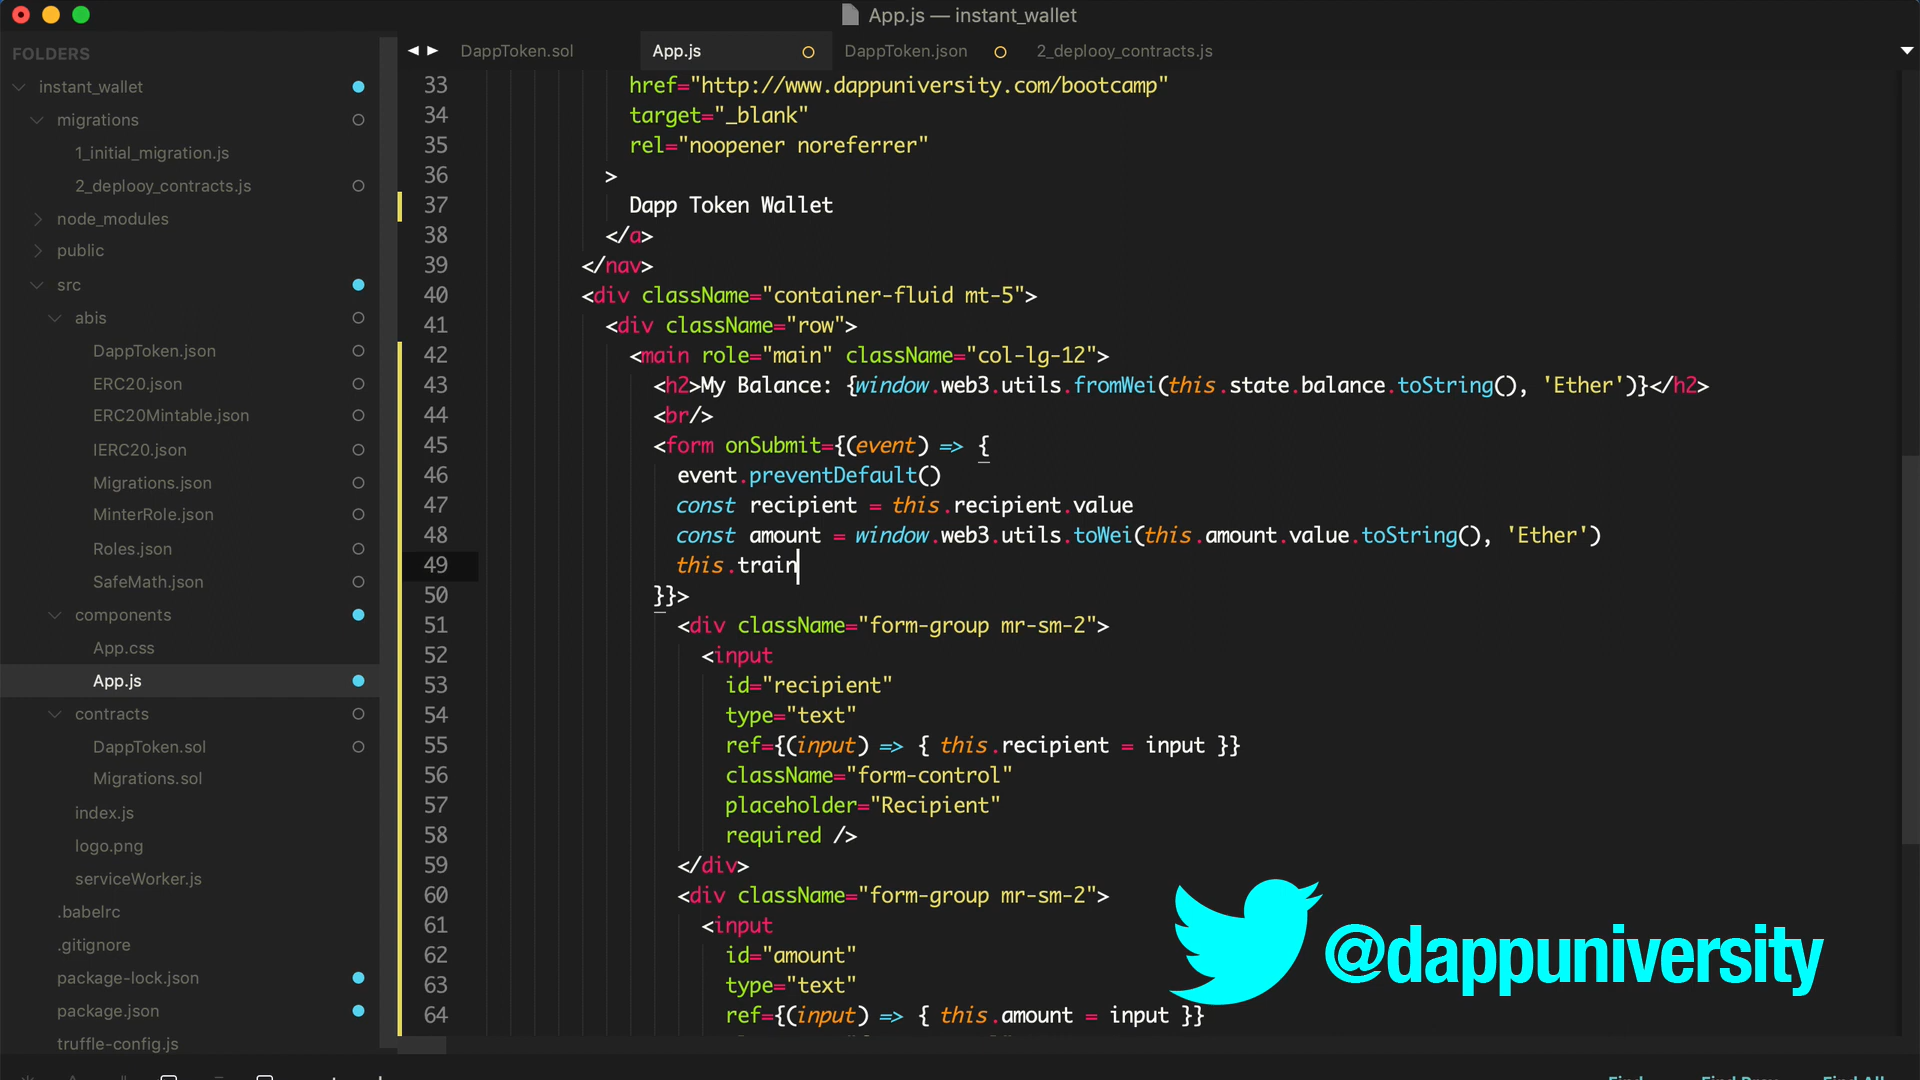 App.js — instant_wallet
FOLDERS
instant_wallet
migrations
1_initial_migration.js
2_deplooy_contracts.js
node_modules
public
src
abis
DappToken.json
ERC20.json
ERC20Mintable.json
IERC20.json
Migrations.json
MinterRole.json
Roles.json
SafeMath.json
components
App.css
App.js
contracts
DappToken.sol
Migrations.sol
index.js
logo.png
serviceWorker.js
.babelrc
.gitignore
package-lock.json
package.json
truffle-config.js
DappToken.sol App.js DappToken.json 2_deplooy_contracts.js
33 href="http://www.dappuniversity.com/bootcamp"
34 target="_blank"
35 rel="noopener noreferrer"
36 >
37 Dapp Token Wallet
38 </a>
39 </nav>
40 <div className="container-fluid mt-5">
41 <div className="row">
42 <main role="main" className="col-lg-12">
43 <h2>My Balance: {window.web3.utils.fromWei(this.state.balance.toString(), 'Ether')}</h2>
44 <br/>
45 <form onSubmit={(event) => {
46 event.preventDefault()
47 const recipient = this.recipient.value
48 const amount = window.web3.utils.toWei(this.amount.value.toString(), 'Ether')
49 this.train
50 }}>
51 <div className="form-group mr-sm-2">
52 <input
53 id="recipient"
54 type="text"
55 ref={(input) => { this.recipient = input }}
56 className="form-control"
57 placeholder="Recipient"
58 required />
59 </div>
60 <div className="form-group mr-sm-2">
61 <input
62 id="amount"
63 type="text"
64 ref={(input) => { this.amount = input }}
@dappuniversity